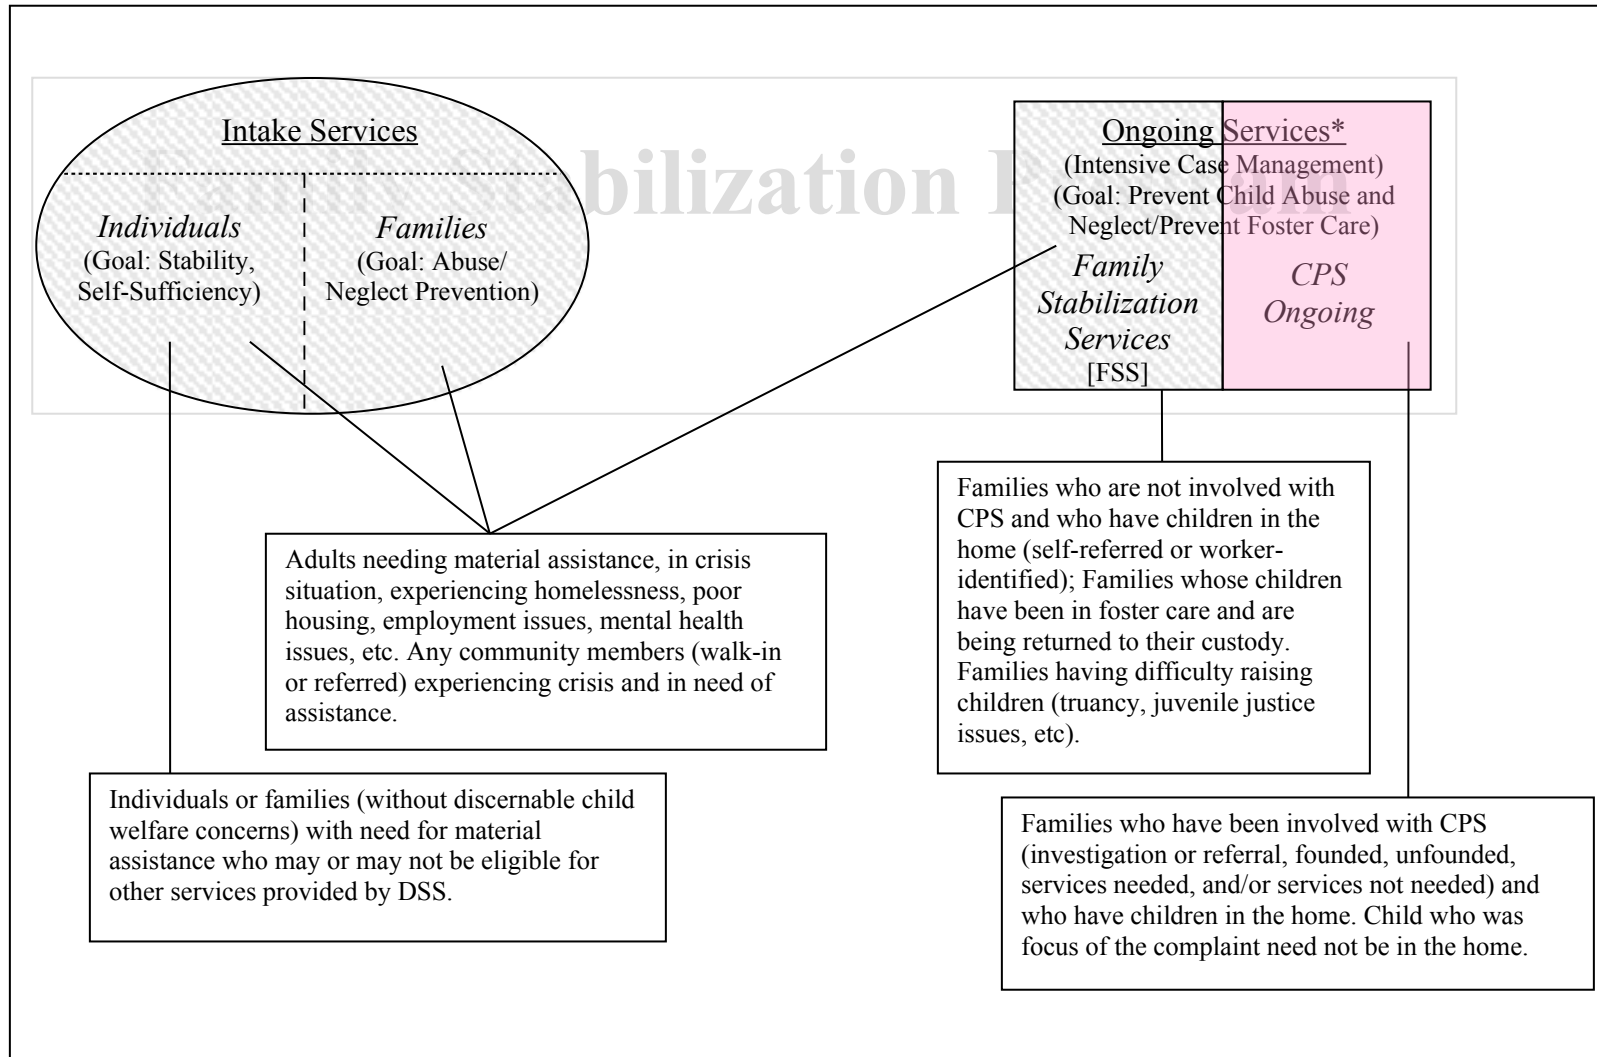 Family Stabilization Program
Intake Services
Individuals
(Goal: Stability,
Self-Sufficiency)
Families
(Goal: Abuse/
Neglect Prevention)
Ongoing Services*
(Intensive Case Management)
(Goal: Prevent Child Abuse and
Neglect/Prevent Foster Care)
Family
Stabilization
Services
[FSS]
CPS
Ongoing
Adults needing material assistance, in crisis
situation, experiencing homelessness, poor
housing, employment issues, mental health
issues, etc. Any community members (walk-in
or referred) experiencing crisis and in need of
assistance.
Families who are not involved with
CPS and who have children in the
home (self-referred or worker-
identified); Families whose children
have been in foster care and are
being returned to their custody.
Families having difficulty raising
children (truancy, juvenile justice
issues, etc).
Individuals or families (without discernable child
welfare concerns) with need for material
assistance who may or may not be eligible for
other services provided by DSS.
Families who have been involved with CPS
(investigation or referral, founded, unfounded,
services needed, and/or services not needed) and
who have children in the home. Child who was
focus of the complaint need not be in the home.